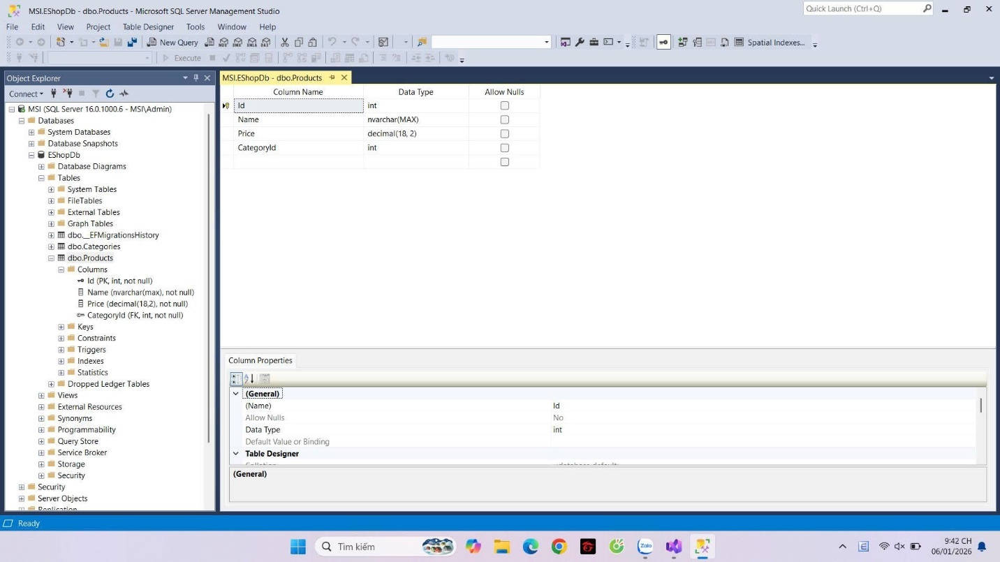 MSI.EShopDb - dbo.Products - Microsoft SQL Server Management Studio
Quick Launch (Ctrl+Q)
File Edit View Project Table Designer Tools Window Help
New Query
Spatial Indexes...
Execute
Object Explorer
Connect
MSI (SQL Server 16.0.1000.6 - MSI\Admin)
Databases
System Databases
Database Snapshots
EShopDb
Database Diagrams
Tables
System Tables
FileTables
External Tables
Graph Tables
dbo.__EFMigrationsHistory
dbo.Categories
dbo.Products
Columns
Id (PK, int, not null)
Name (nvarchar(max), not null)
Price (decimal(18,2), not null)
CategoryId (FK, int, not null)
Keys
Constraints
Triggers
Indexes
Statistics
Dropped Ledger Tables
Views
External Resources
Synonyms
Programmability
Query Store
Service Broker
Storage
Security
Security
Server Objects
Replication
MSI.EShopDb - dbo.Products
Column Name Data Type Allow Nulls
Id int
Name nvarchar(MAX)
Price decimal(18, 2)
CategoryId int
Column Properties
(General)
(Name) Id
Allow Nulls No
Data Type int
Default Value or Binding
Table Designer
Collation <database default>
(General)
Ready
Tìm kiếm
Zalo
9:42 CH
06/01/2026